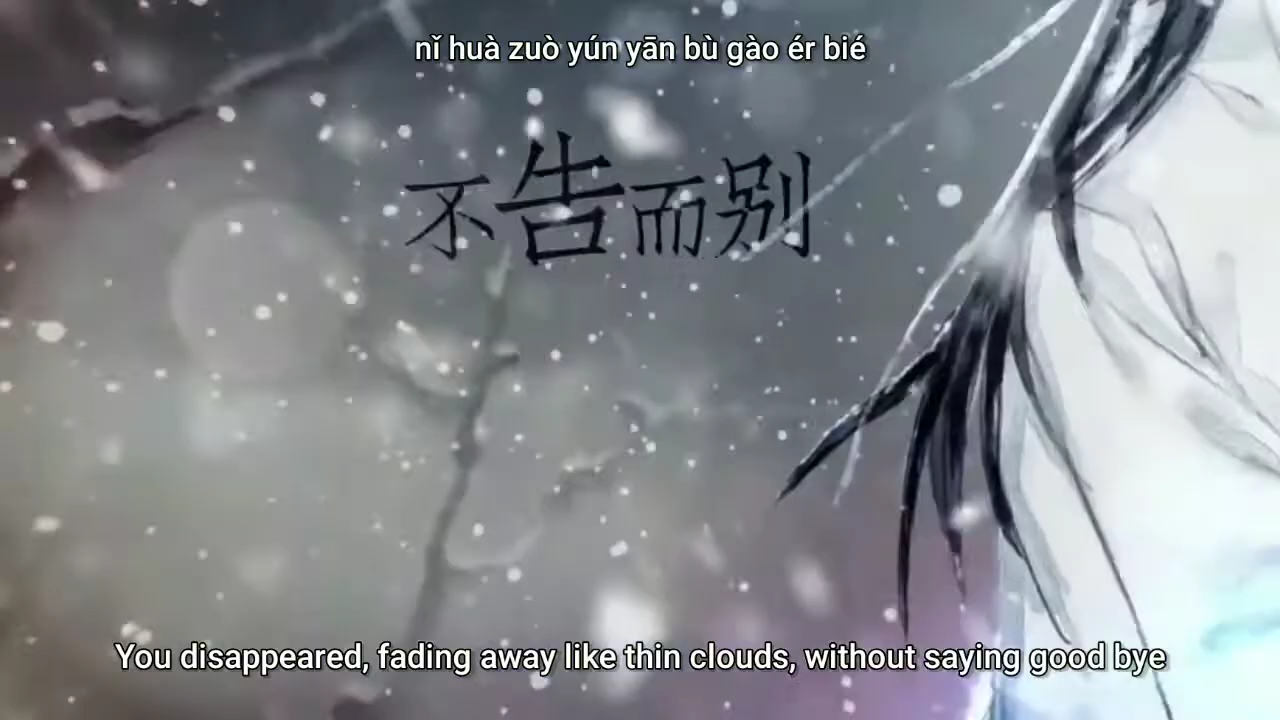 nǐ huà zuò yún yān bù gào ér bié
不告而别
You disappeared, fading away like thin clouds, without saying good bye